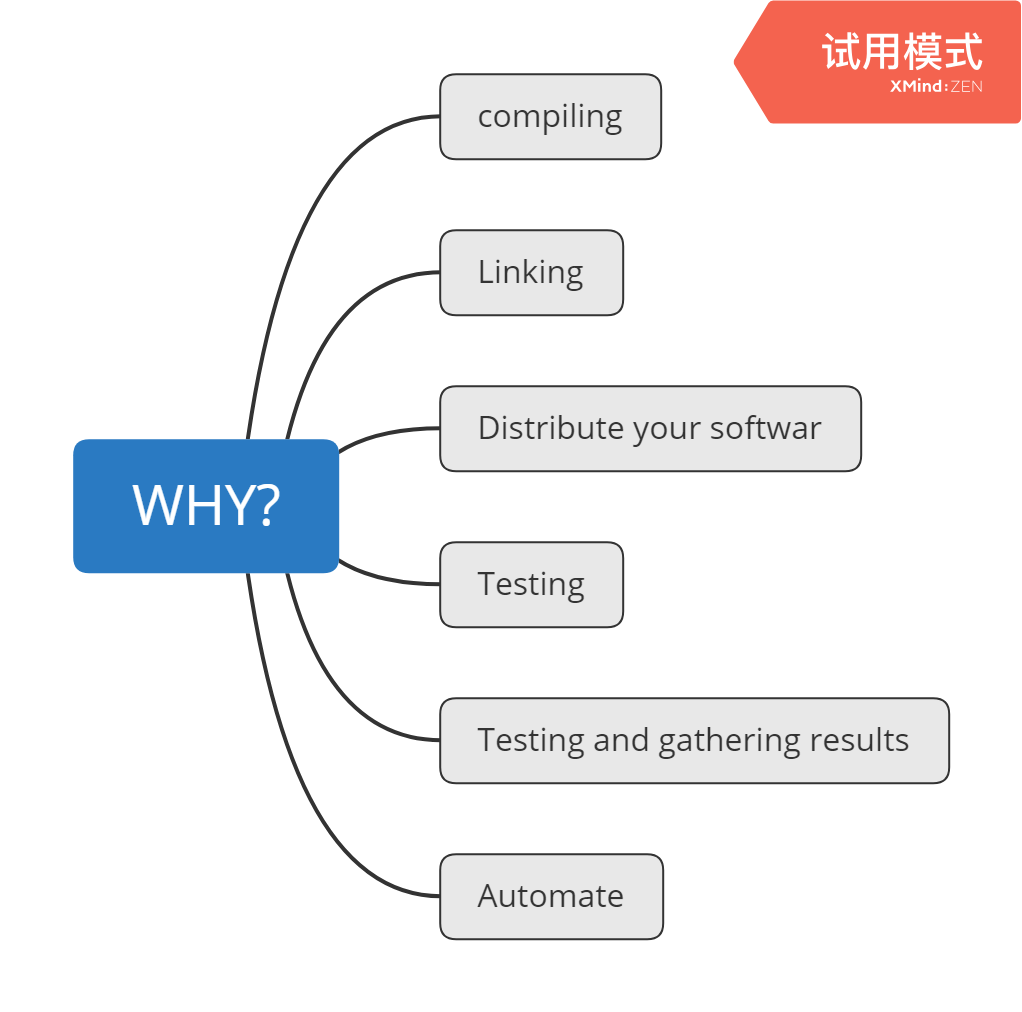 试用模式
XMind:ZEN
compiling
Linking
Distribute your softwar
WHY?
Testing
Testing and gathering results
Automate